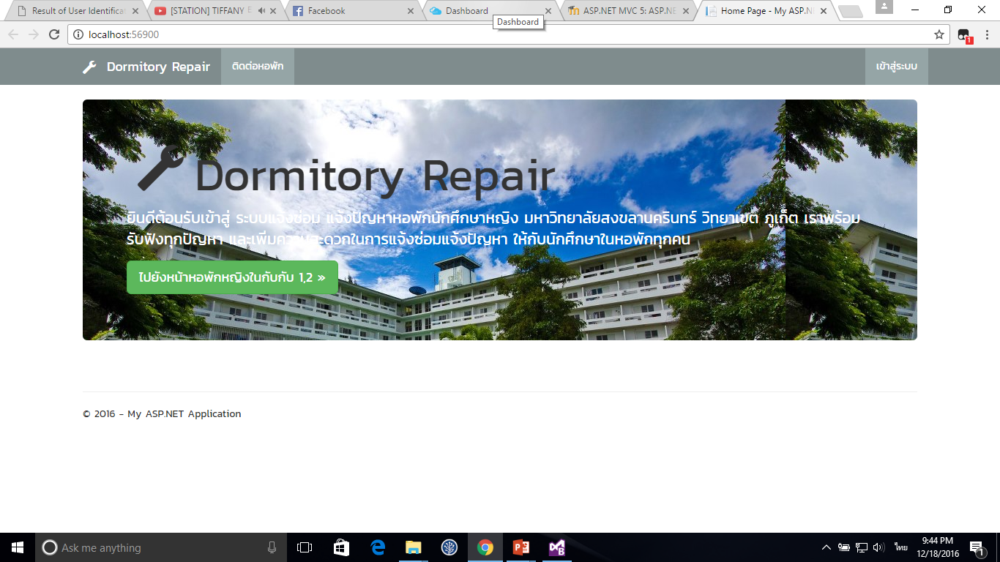 Result of User Identifica
[STATION] TIFFANY E
Facebook
Dashboard
ASP.NET MVC 5: ASP.NE
Home Page - My ASP.N
Dashboard
localhost:56900
1
Dormitory Repair
ติดต่อหอพัก
เข้าสู่ระบบ
Dormitory Repair
ยินดีต้อนรับเข้าสู่ ระบบแจ้งซ่อม แจ้งปัญหาหอพักนักศึกษาหญิง มหาวิทยาลัยสงขลานครินทร์ วิทยาเขต ภูเก็ต เราพร้อม
รับฟังทุกปัญหา และเพิ่มความสะดวกในการแจ้งซ่อมแจ้งปัญหา ให้กับนักศึกษาในหอพักทุกคน
ไปยังหน้าหอพักหญิงในกับกับ 1,2 »
© 2016 - My ASP.NET Application
Ask me anything
ไทย
9:44 PM
12/18/2016
1